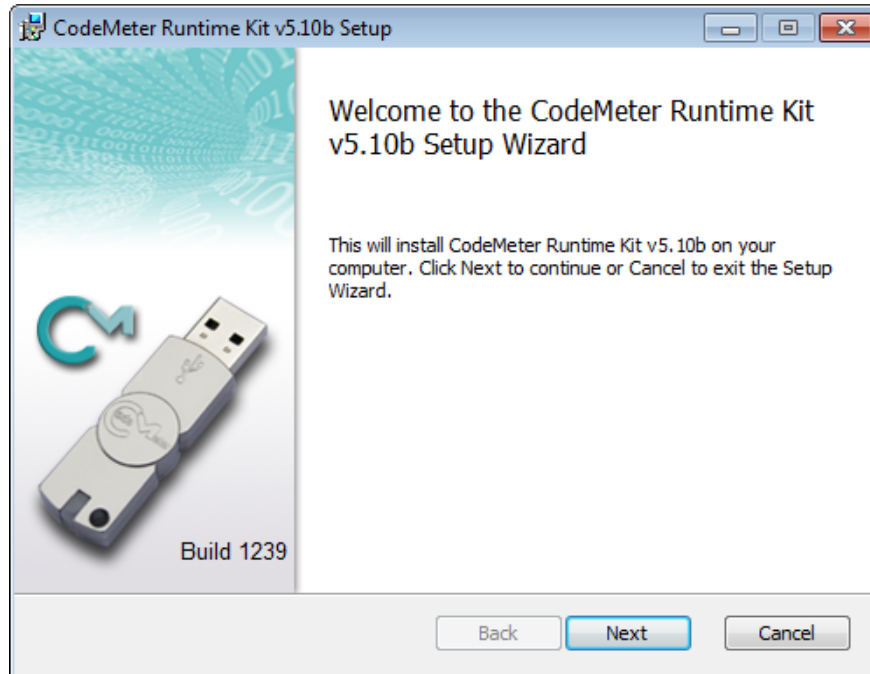 CodeMeter Runtime Kit v5.10b Setup
Welcome to the CodeMeter Runtime Kit
v5.10b Setup Wizard
This will install CodeMeter Runtime Kit v5.10b on your
computer. Click Next to continue or Cancel to exit the Setup
Wizard.
CM
Build 1239
Back
Next
Cancel